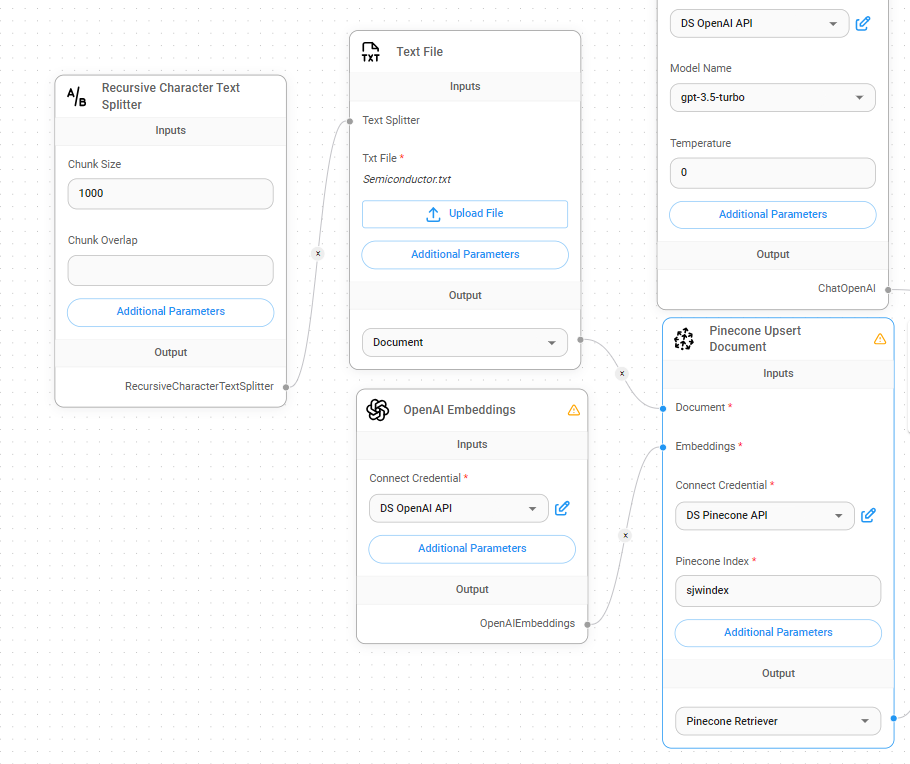 A/B
Recursive Character Text
Splitter
Inputs
Chunk Size
1000
Chunk Overlap
Additional Parameters
Output
RecursiveCharacterTextSplitter
x
TXT
Text File
Inputs
Text Splitter
Txt File *
Semiconductor.txt
Upload File
Additional Parameters
Output
Document
x
OpenAI Embeddings
Inputs
Connect Credential *
DS OpenAI API
Additional Parameters
Output
OpenAIEmbeddings
x
DS OpenAI API
Model Name
gpt-3.5-turbo
Temperature
0
Additional Parameters
Output
ChatOpenAI
Pinecone Upsert
Document
Inputs
Document *
Embeddings *
Connect Credential *
DS Pinecone API
Pinecone Index *
sjwindex
Additional Parameters
Output
Pinecone Retriever